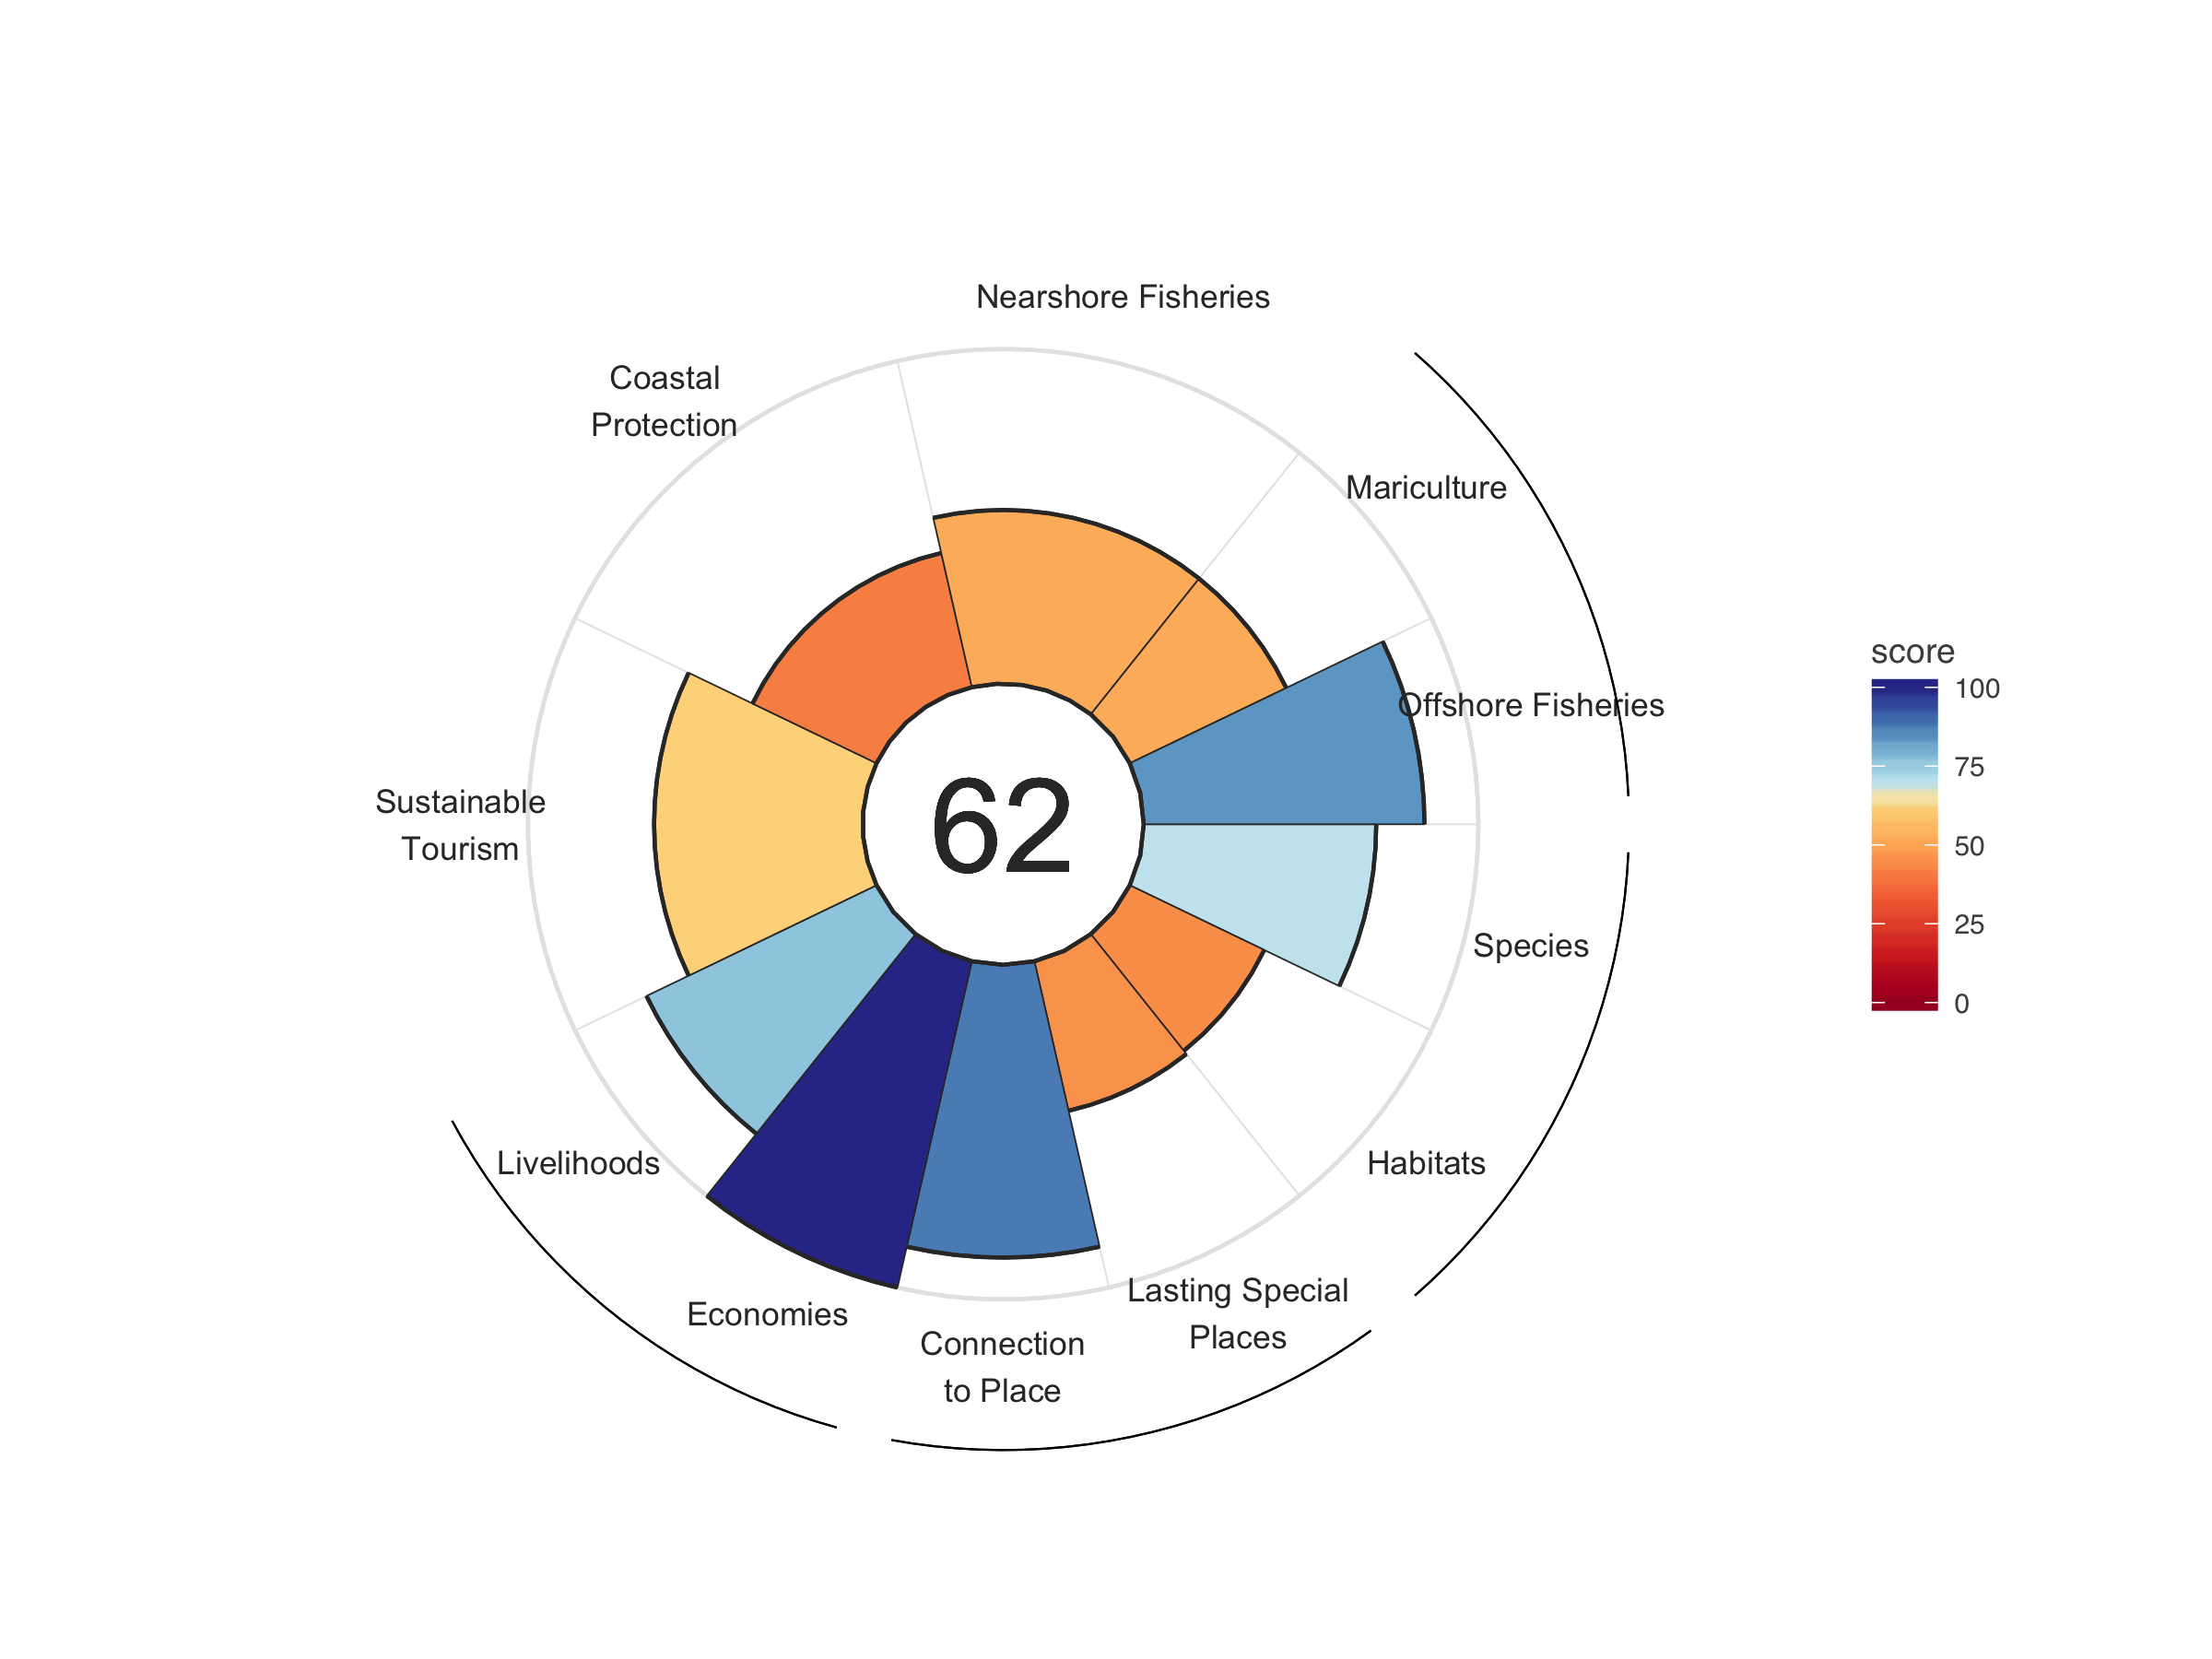 Nearshore Fisheries
Coastal
Protection
Mariculture
Offshore Fisheries
Sustainable
Tourism
62
Species
Livelihoods
Habitats
Economies
Lasting Special
Places
Connection
to Place
score
100
75
50
25
0